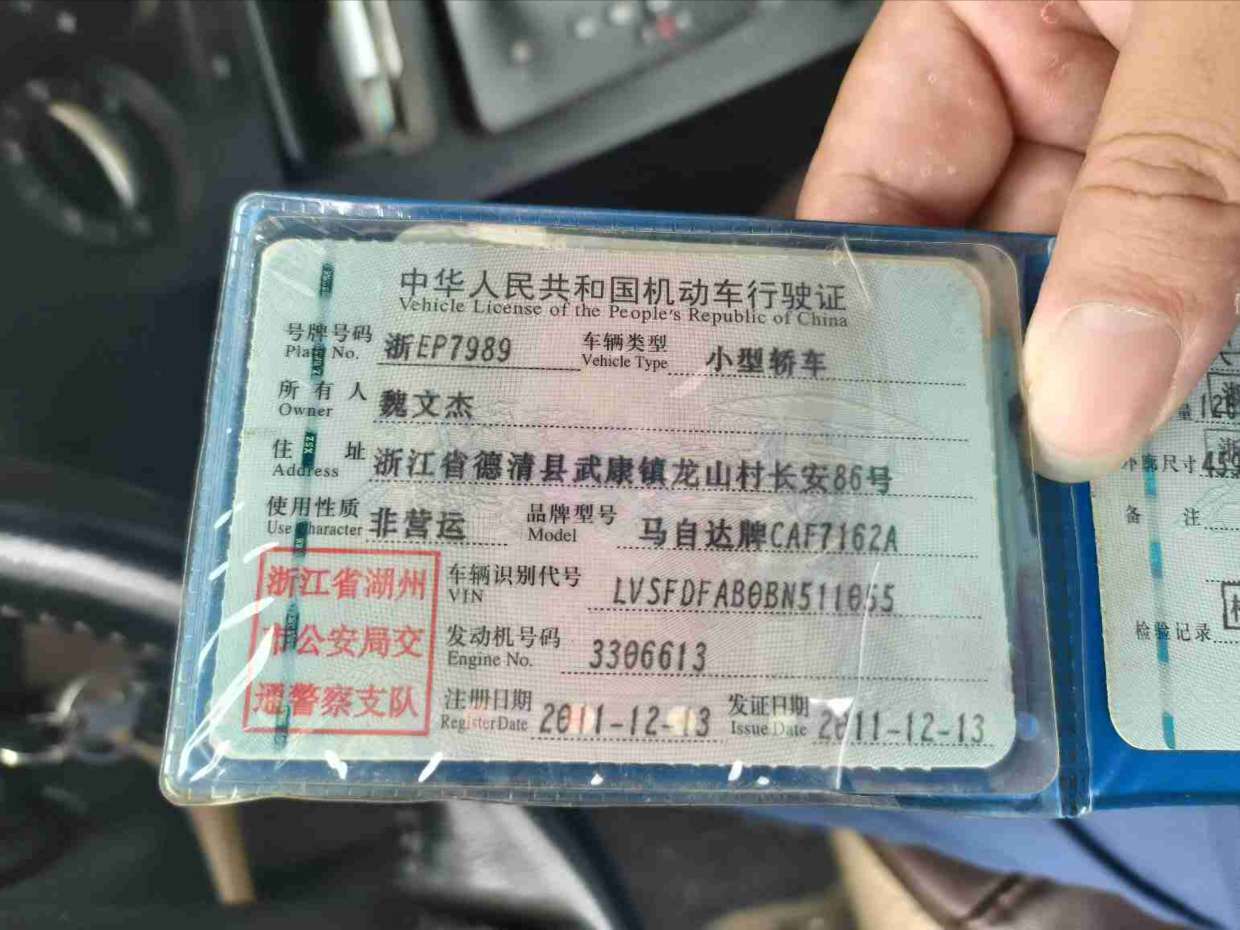 中华人民共和国机动车行驶证
Vehicle License of the People's Republic of China
号牌号码 浙EP7989 车辆类型 小型轿车
Plate No. Vehicle Type
所有人 魏文杰
Owner
住址 浙江省德清县武康镇龙山村长安86号
Address
使用性质 非营运 品牌型号 马自达牌CAF7162A
Use Character Model
浙江省湖州
市公安局交
通警察支队
车辆识别代号 LVSFDFAB0BN511055
VIN
发动机号码 3306613
Engine No.
注册日期 2011-12-13 发证日期 2011-12-13
Register Date Issue Date
外廓尺寸
备注
检验记录